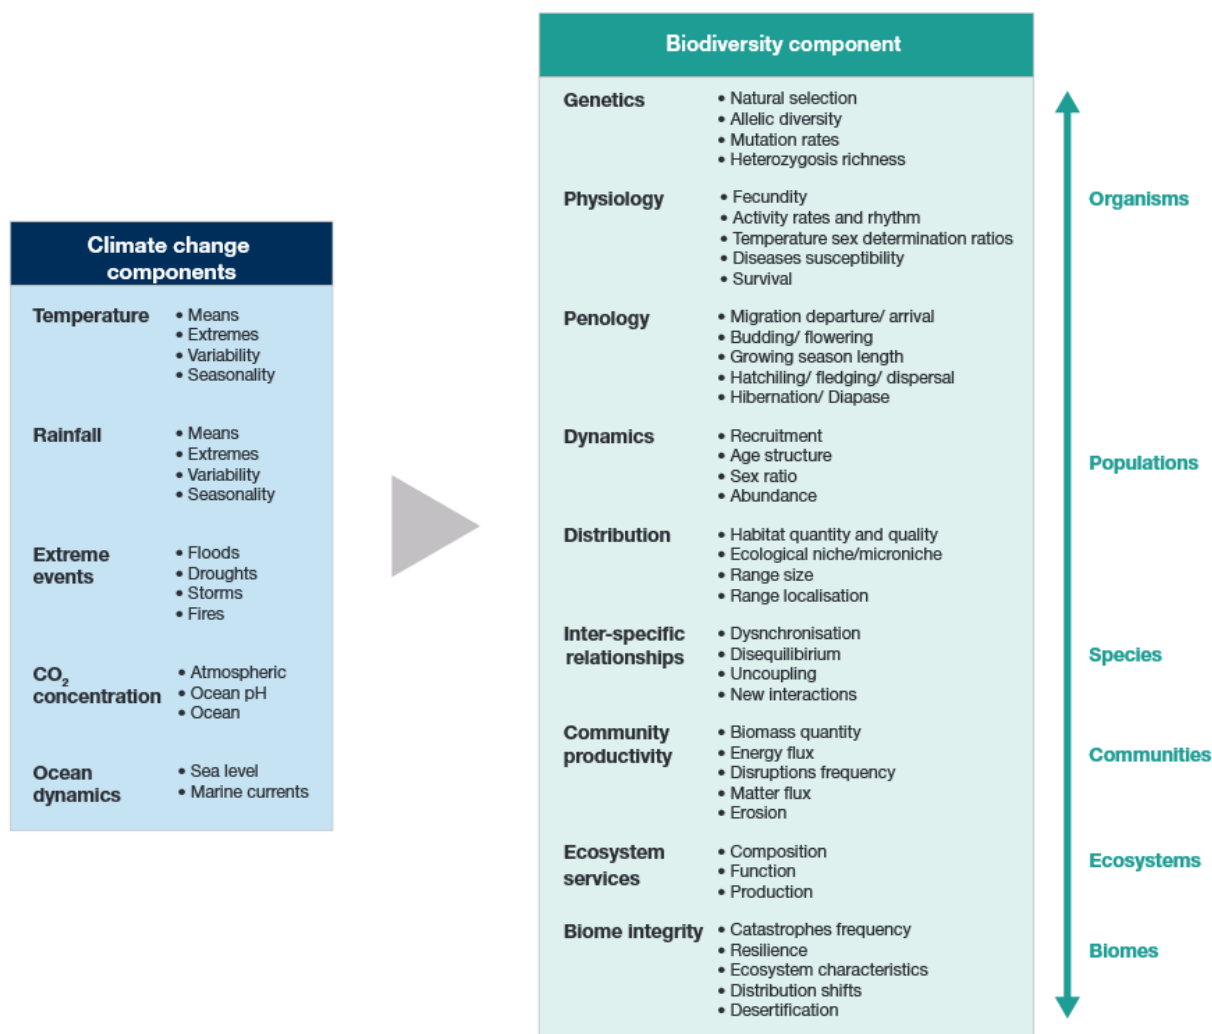 Biodiversity component
Genetics
• Natural selection
• Allelic diversity
• Mutation rates
• Heterozygosis richness
Physiology
• Fecundity
• Activity rates and rhythm
• Temperature sex determination ratios
• Diseases susceptibility
• Survival
Organisms
Climate change
components
Temperature
• Means
• Extremes
• Variability
• Seasonality
Rainfall
• Means
• Extremes
• Variability
• Seasonality
Extreme
events
• Floods
• Droughts
• Storms
• Fires
CO₂
concentration
• Atmospheric
• Ocean pH
• Ocean
Ocean
dynamics
• Sea level
• Marine currents
Penology
• Migration departure/ arrival
• Budding/ flowering
• Growing season length
• Hatchiling/ fledging/ dispersal
• Hibernation/ Diapase
Dynamics
• Recruitment
• Age structure
• Sex ratio
• Abundance
Populations
Distribution
• Habitat quantity and quality
• Ecological niche/microniche
• Range size
• Range localisation
Inter-specific
relationships
• Dysnchronisation
• Disequilibirium
• Uncoupling
• New interactions
Species
Community
productivity
• Biomass quantity
• Energy flux
• Disruptions frequency
• Matter flux
• Erosion
Communities
Ecosystem
services
• Composition
• Function
• Production
Ecosystems
Biome integrity
• Catastrophes frequency
• Resilience
• Ecosystem characteristics
• Distribution shifts
• Desertification
Biomes